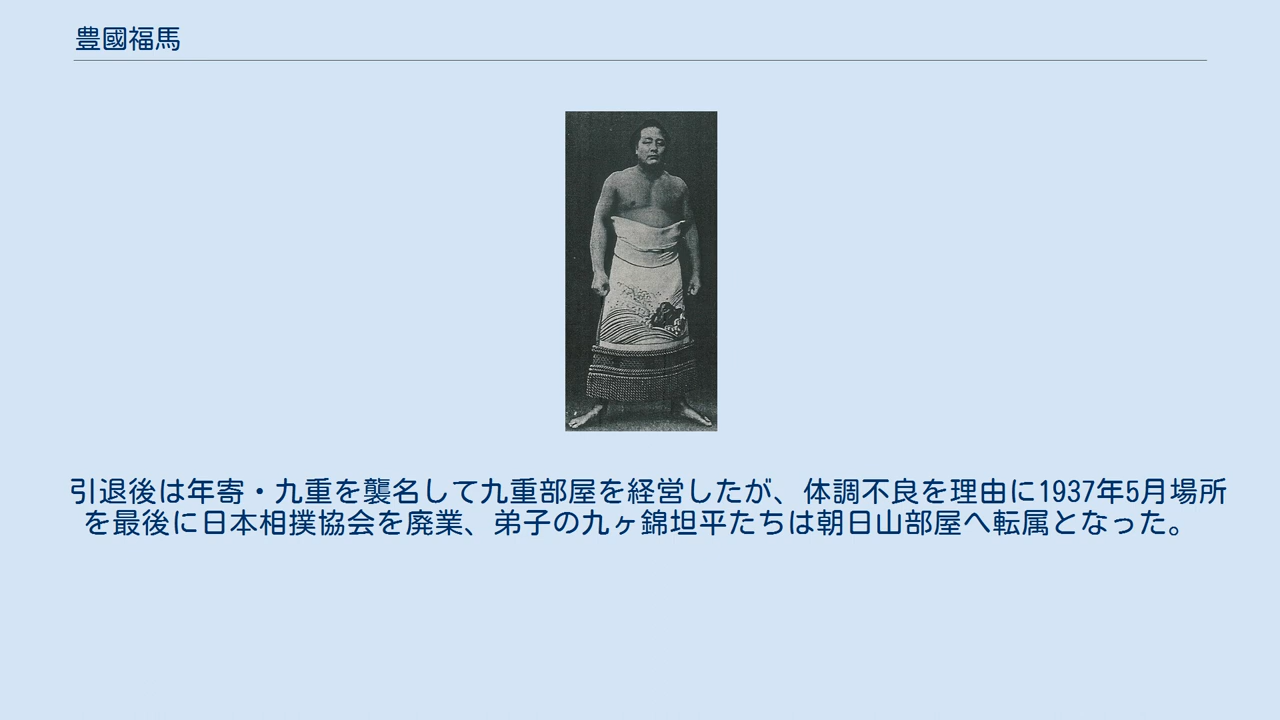 豊國福馬
引退後は年寄・九重を襲名して九重部屋を経営したが、体調不良を理由に1937年5月場所
を最後に日本相撲協会を廃業、弟子の九ヶ錦坦平たちは朝日山部屋へ転属となった。